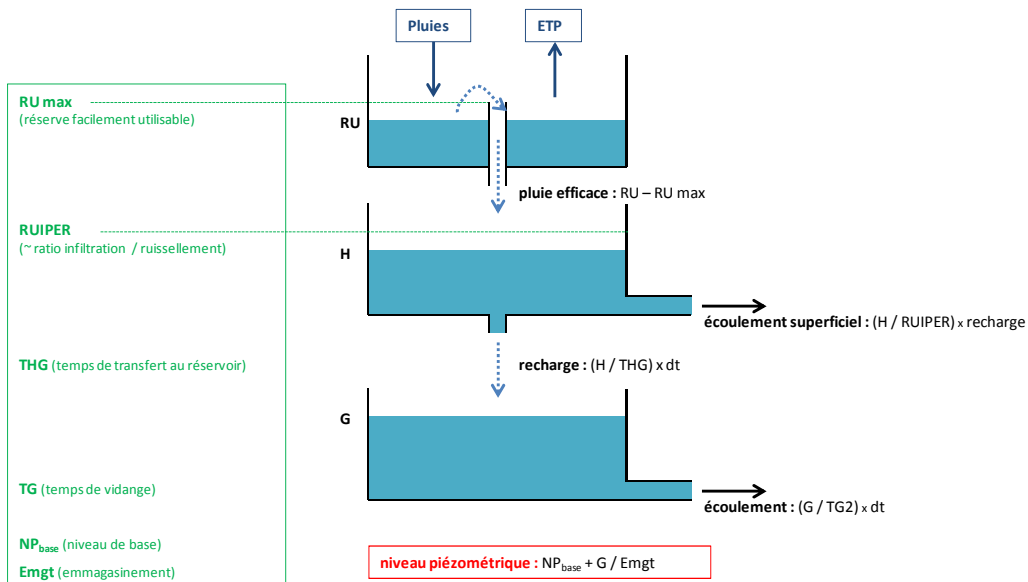 Pluies
ETP
RU max
(réserve facilement utilisable)
RU
pluie efficace : RU – RU max
RUIPER
(~ ratio infiltration / ruissellement)
H
écoulement superficiel : (H / RUIPER) x recharge
THG (temps de transfert au réservoir)
recharge : (H / THG) x dt
G
TG (temps de vidange)
écoulement : (G / TG2) x dt
NPbase (niveau de base)
niveau piézométrique : NPbase + G / Emgt
Emgt (emmagasinement)